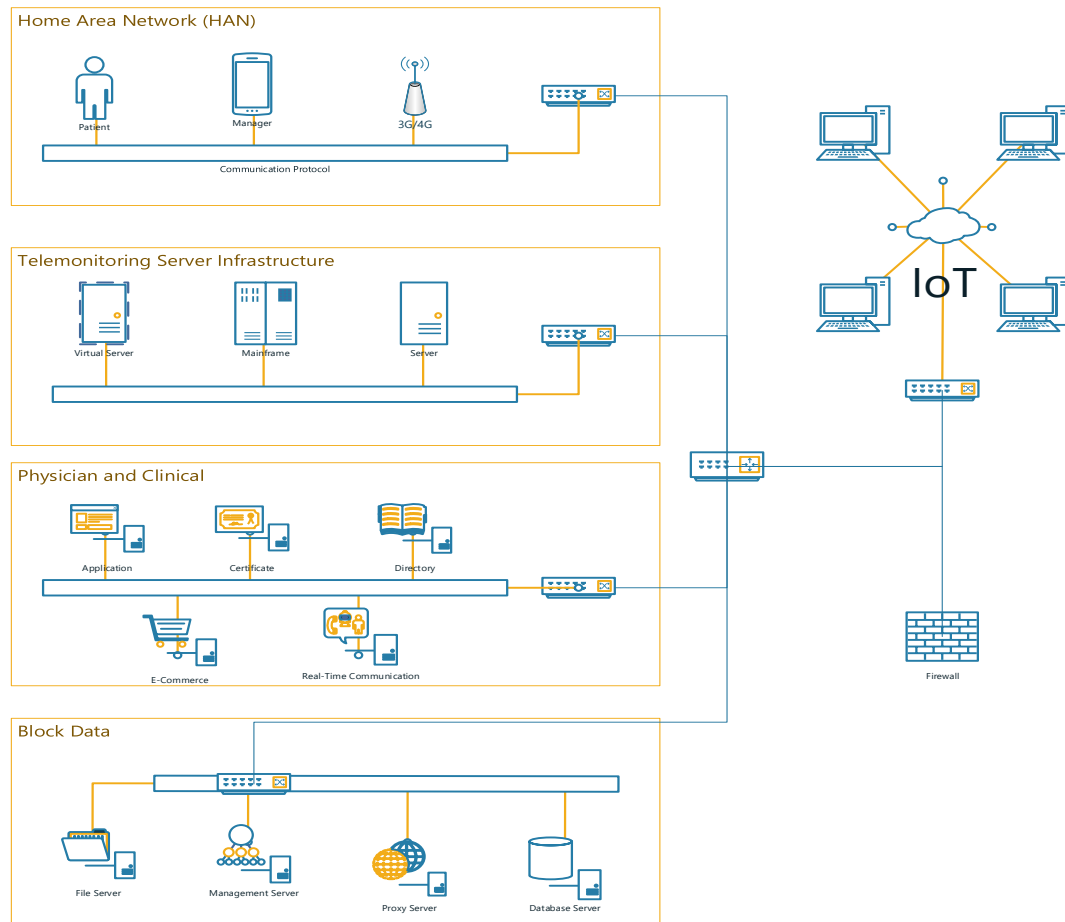 Home Area Network (HAN)
Patient
Manager
3G/4G
Communication Protocol
Telemonitoring Server Infrastructure
Virtual Server
Mainframe
Server
Physician and Clinical
Application
Certificate
Directory
E-Commerce
Real-Time Communication
Block Data
File Server
Management Server
Proxy Server
Database Server
IoT
Firewall